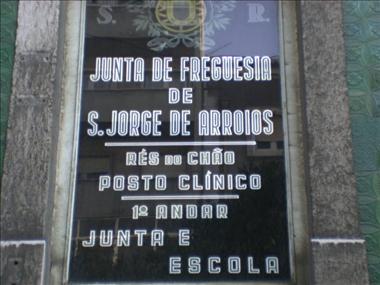 S. R.
JUNTA DE FREGUESIA
DE
S. JORGE DE ARROIOS
RÉS DO CHÃO
POSTO CLÍNICO
1º ANDAR
JUNTA E
ESCOLA